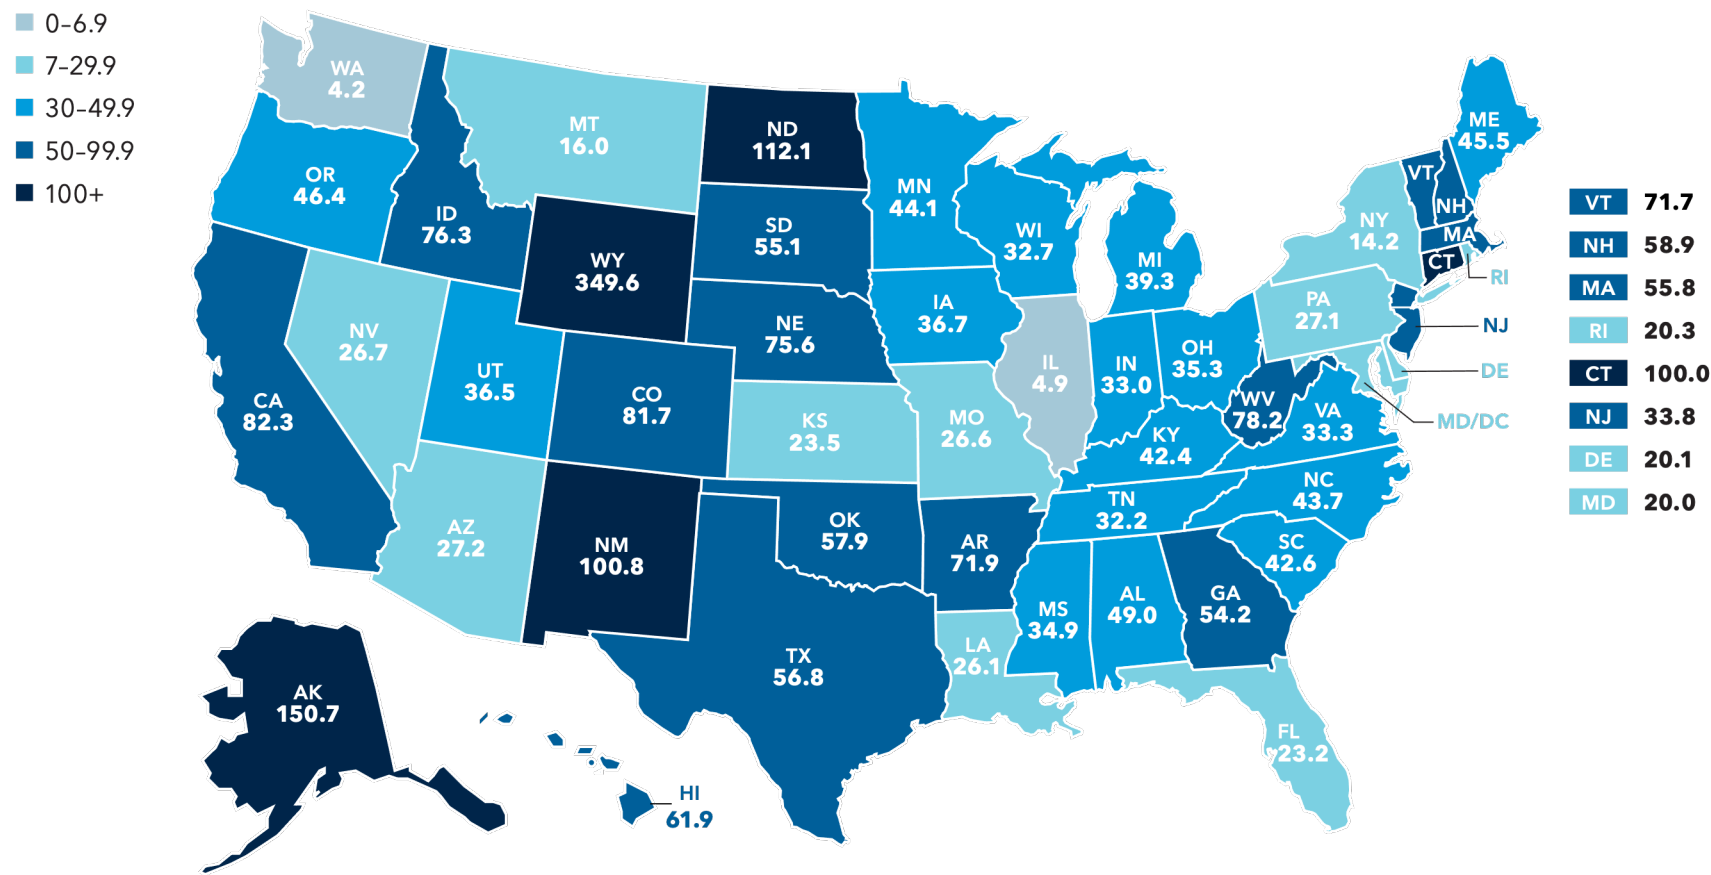 0–6.9
7–29.9
30–49.9
50–99.9
100+
WA
4.2
OR
46.4
CA
82.3
ID
76.3
NV
26.7
MT
16.0
WY
349.6
UT
36.5
AZ
27.2
CO
81.7
NM
100.8
ND
112.1
SD
55.1
NE
75.6
KS
23.5
OK
57.9
TX
56.8
MN
44.1
IA
36.7
MO
26.6
AR
71.9
LA
26.1
WI
32.7
IL
4.9
MI
39.3
IN
33.0
OH
35.3
KY
42.4
TN
32.2
MS
34.9
AL
49.0
GA
54.2
FL
23.2
SC
42.6
NC
43.7
VA
33.3
WV
78.2
PA
27.1
NY
14.2
VT
NH
MA
CT
ME
45.5
RI
NJ
DE
MD/DC
AK
150.7
HI
61.9
VT 71.7
NH 58.9
MA 55.8
RI 20.3
CT 100.0
NJ 33.8
DE 20.1
MD 20.0